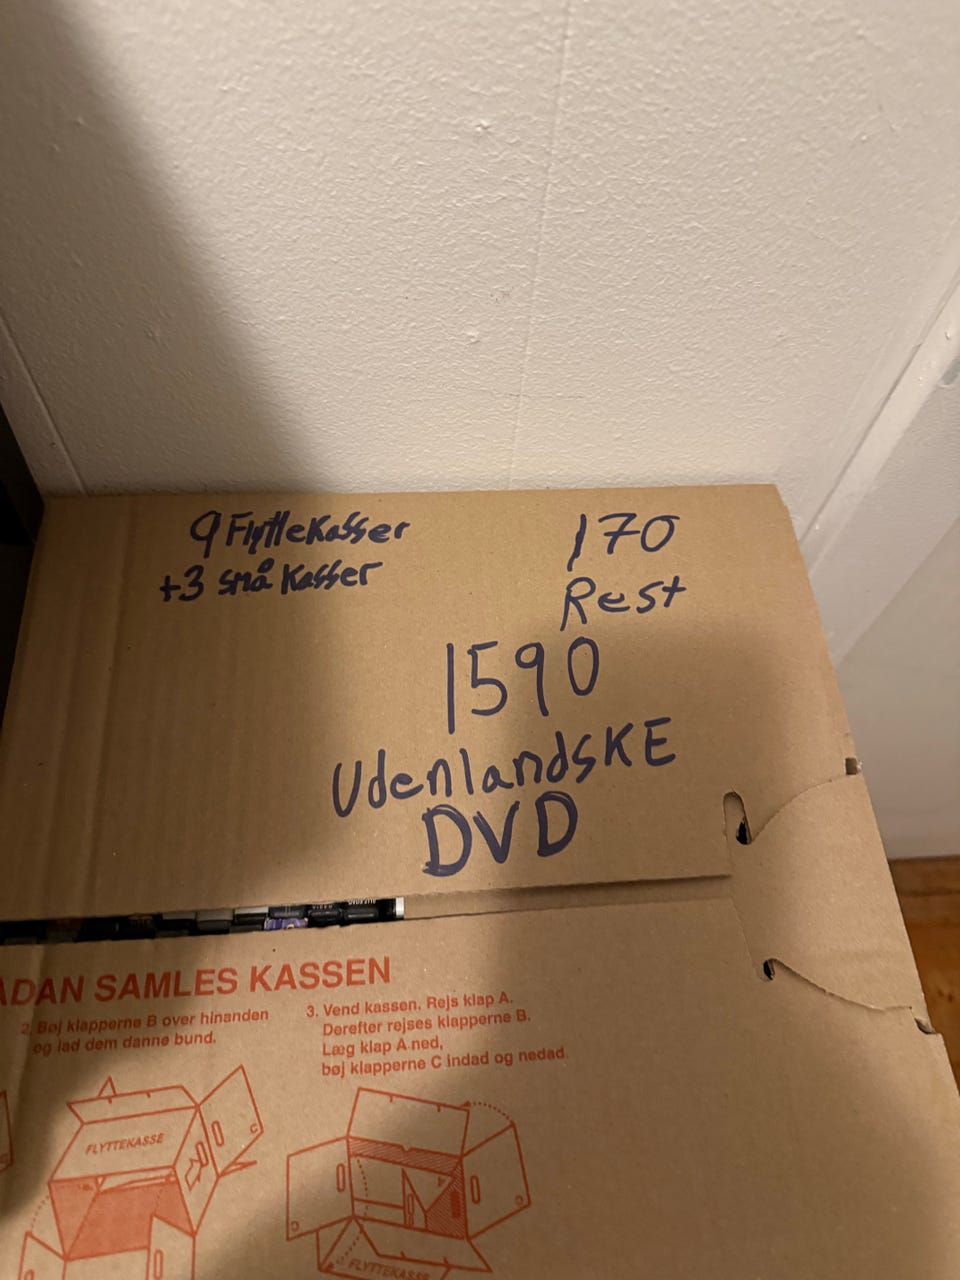 9 Flyttekasser
+3 små kasser
170
Rest
1590
UdenlandsKE
DVD
ADAN SAMLES KASSEN
2. Bøj klapperne B over hinanden
og lad dem danne bund.
3. Vend kassen. Rejs klap A.
Derefter rejses klapperne B.
Læg klap A ned,
bøj klapperne C indad og nedad.
FLYTTEKASSE
C
FLYTTEKASSE